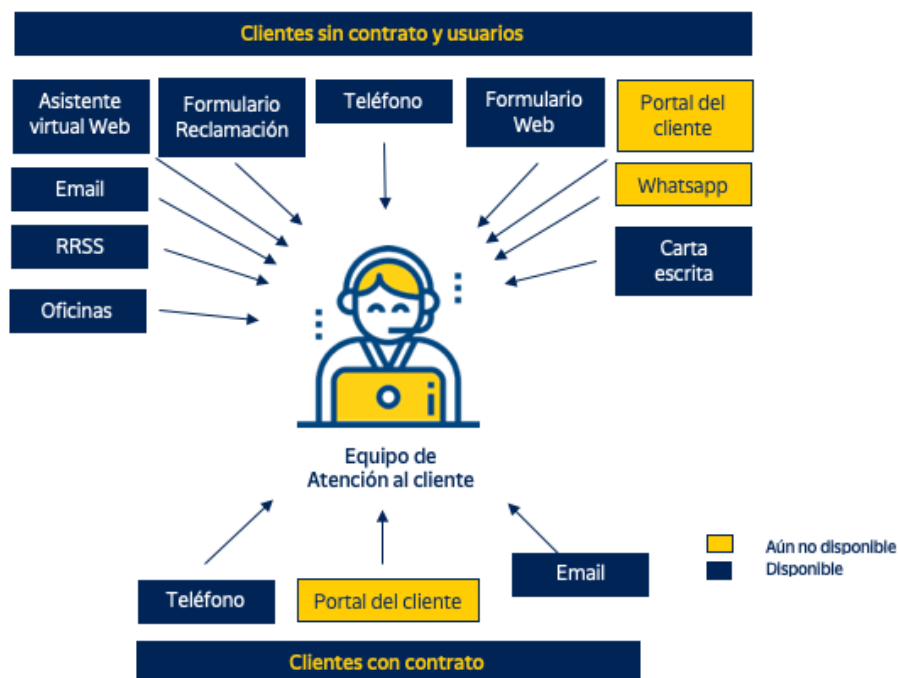 Clientes sin contrato y usuarios
Asistente
virtual Web
Formulario
Reclamación
Teléfono
Formulario
Web
Portal del
cliente
Email
Whatsapp
RRSS
Carta
escrita
Oficinas
Equipo de
Atención al cliente
Teléfono
Portal del cliente
Email
Aún no disponible
Disponible
Clientes con contrato